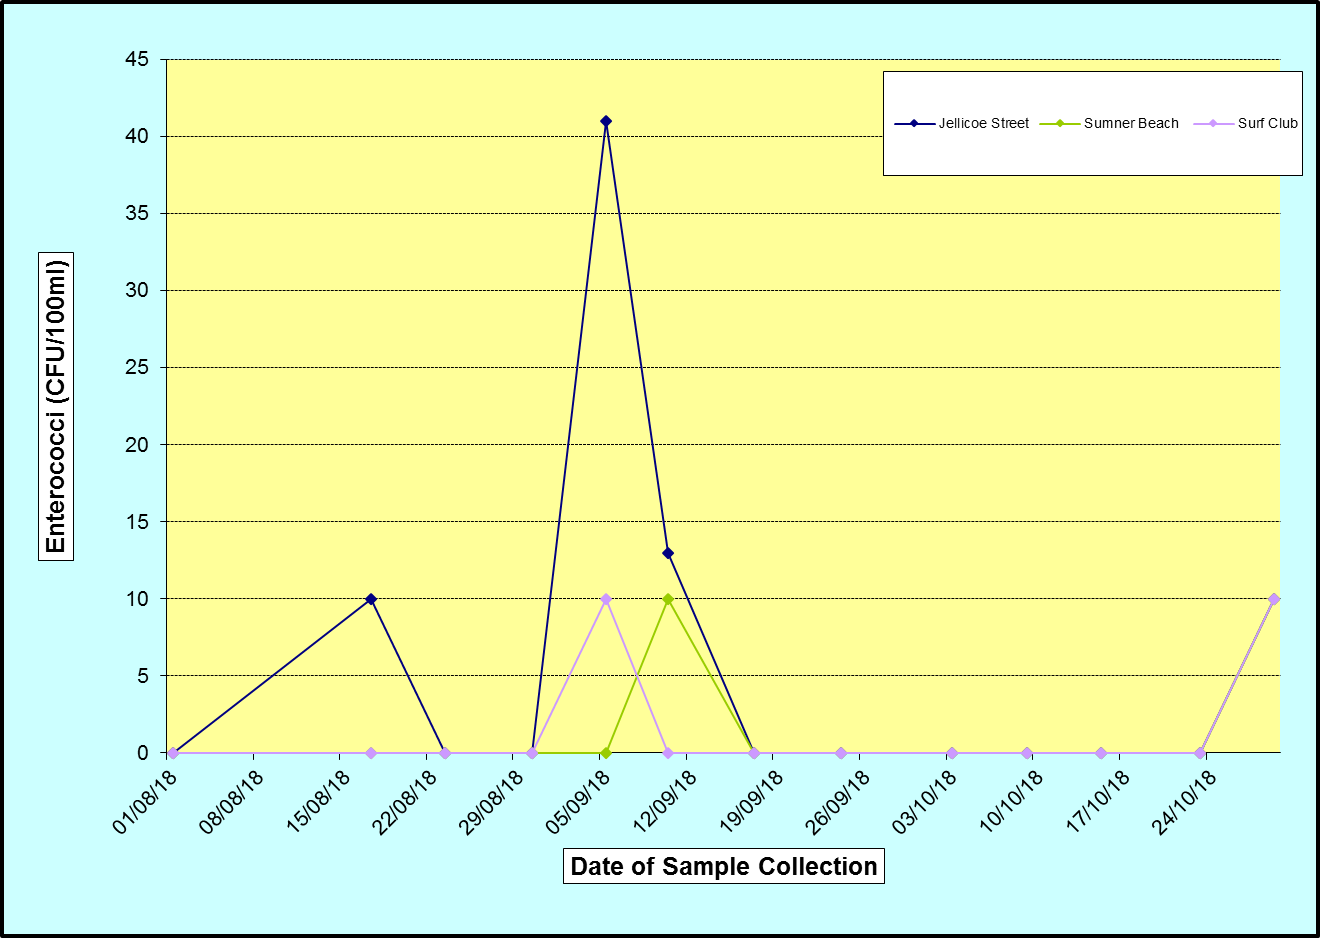 45
40
35
30
25
20
15
10
5
0
Enterococci (CFU/100ml)
Jellicoe Street Sumner Beach Surf Club
01/08/18 08/08/18 15/08/18 22/08/18 29/08/18 05/09/18 12/09/18 19/09/18 26/09/18 03/10/18 10/10/18 17/10/18 24/10/18
Date of Sample Collection